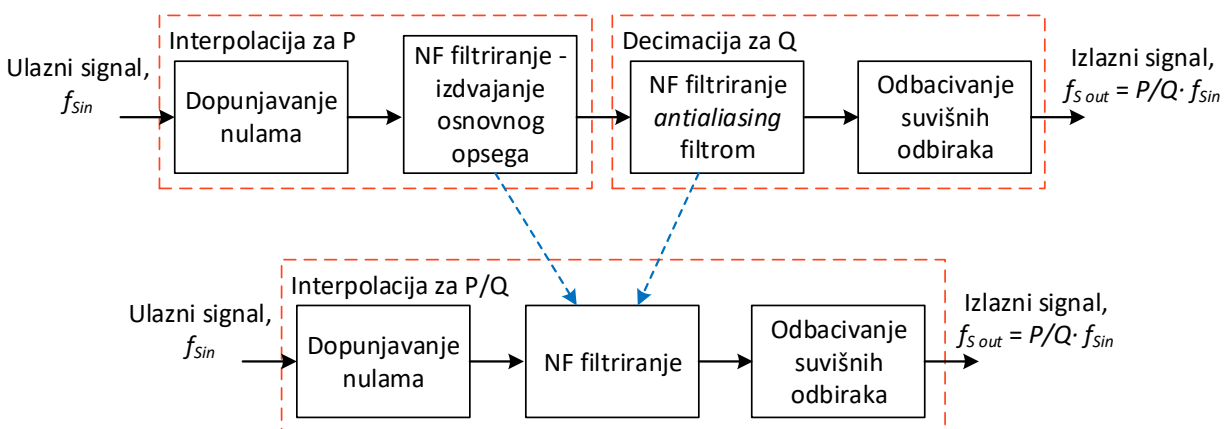 Interpolacija za P
Decimacija za Q
Ulazni signal,
f_Sin
Dopunjavanje
nulama
NF filtriranje -
izdvajanje
osnovnog
opsega
NF filtriranje
antialiasing
filtrom
Odbacivanje
suvišnih
odbiraka
Izlazni signal,
f_S out = P/Q· f_Sin
Interpolacija za P/Q
Ulazni signal,
f_Sin
Dopunjavanje
nulama
NF filtriranje
Odbacivanje
suvišnih
odbiraka
Izlazni signal,
f_S out = P/Q· f_Sin